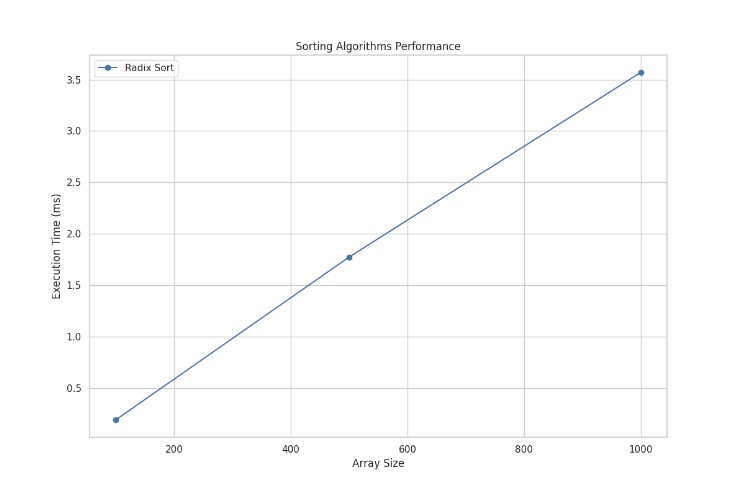 Sorting Algorithms Performance
Radix Sort
3.5
3.0
2.5
2.0
1.5
1.0
0.5
Execution Time (ms)
200 400 600 800 1000
Array Size